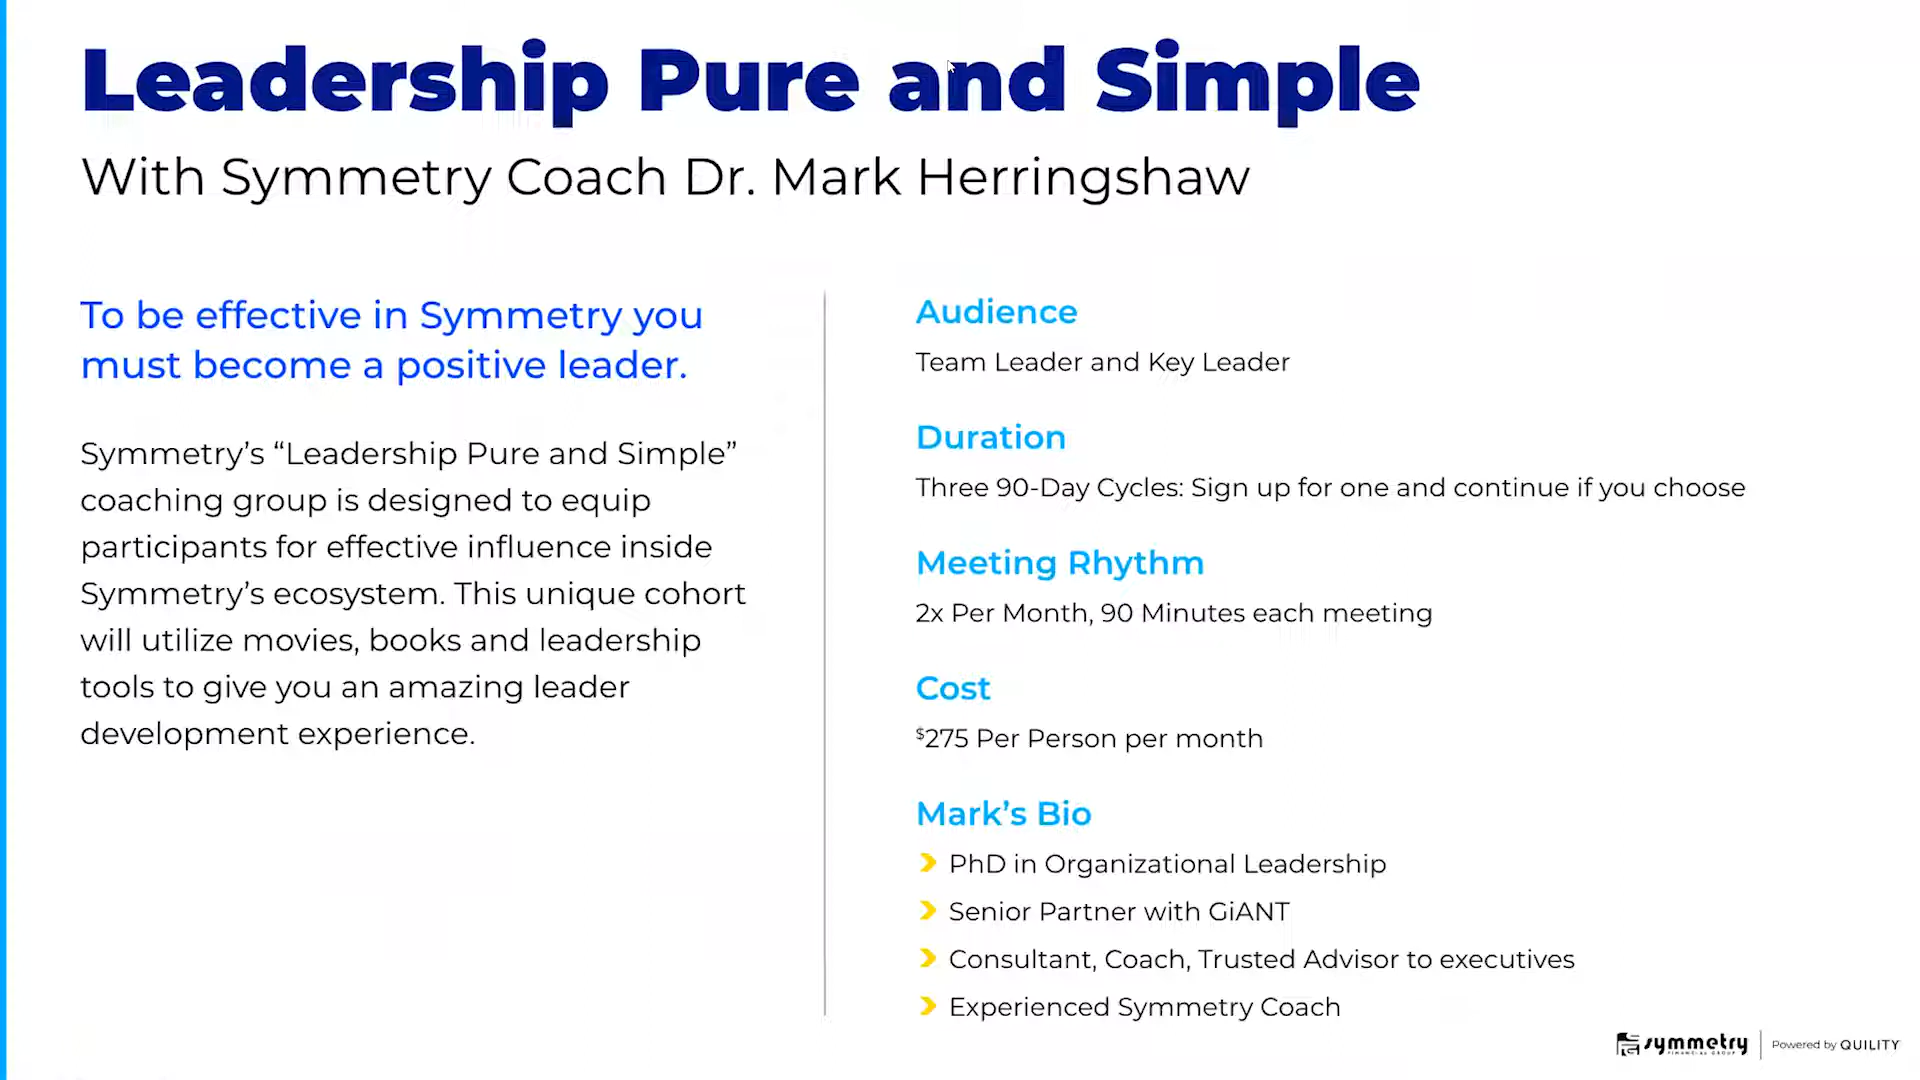 Leadership Pure and Simple
With Symmetry Coach Dr. Mark Herringshaw
To be effective in Symmetry you
must become a positive leader.
Symmetry’s “Leadership Pure and Simple”
coaching group is designed to equip
participants for effective influence inside
Symmetry’s ecosystem. This unique cohort
will utilize movies, books and leadership
tools to give you an amazing leader
development experience.
Audience
Team Leader and Key Leader
Duration
Three 90-Day Cycles: Sign up for one and continue if you choose
Meeting Rhythm
2x Per Month, 90 Minutes each meeting
Cost
$275 Per Person per month
Mark’s Bio
PhD in Organizational Leadership
Senior Partner with GiANT
Consultant, Coach, Trusted Advisor to executives
Experienced Symmetry Coach
SFG symmetry
FINANCIAL GROUP
Powered by QUILITY